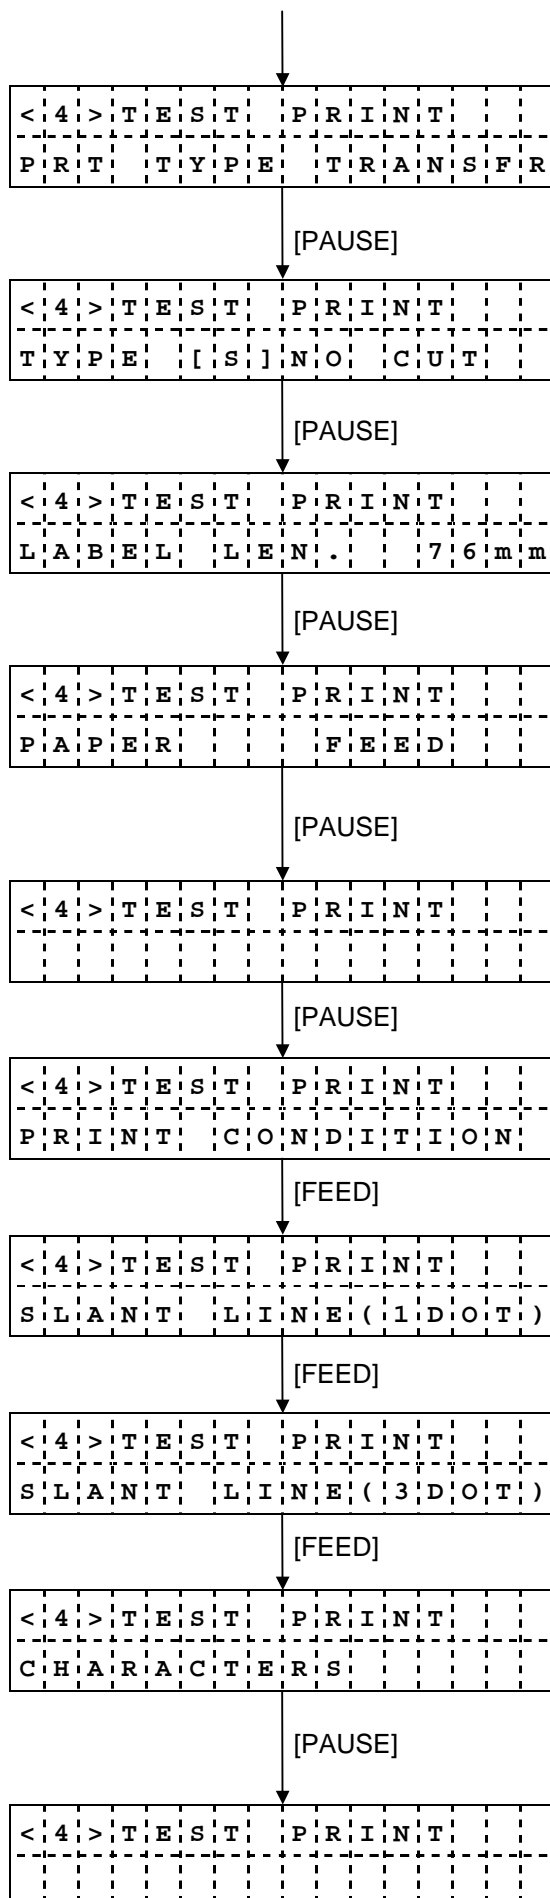 <4>TEST PRINT
PRT TYPE TRANSFR
[PAUSE]
<4>TEST PRINT
TYPE [S]NO CUT
[PAUSE]
<4>TEST PRINT
LABEL LEN.  76mm
[PAUSE]
<4>TEST PRINT
PAPER    FEED
[PAUSE]
<4>TEST PRINT
[PAUSE]
<4>TEST PRINT
PRINT CONDITION
[FEED]
<4>TEST PRINT
SLANT LINE(1DOT)
[FEED]
<4>TEST PRINT
SLANT LINE(3DOT)
[FEED]
<4>TEST PRINT
CHARACTERS
[PAUSE]
<4>TEST PRINT